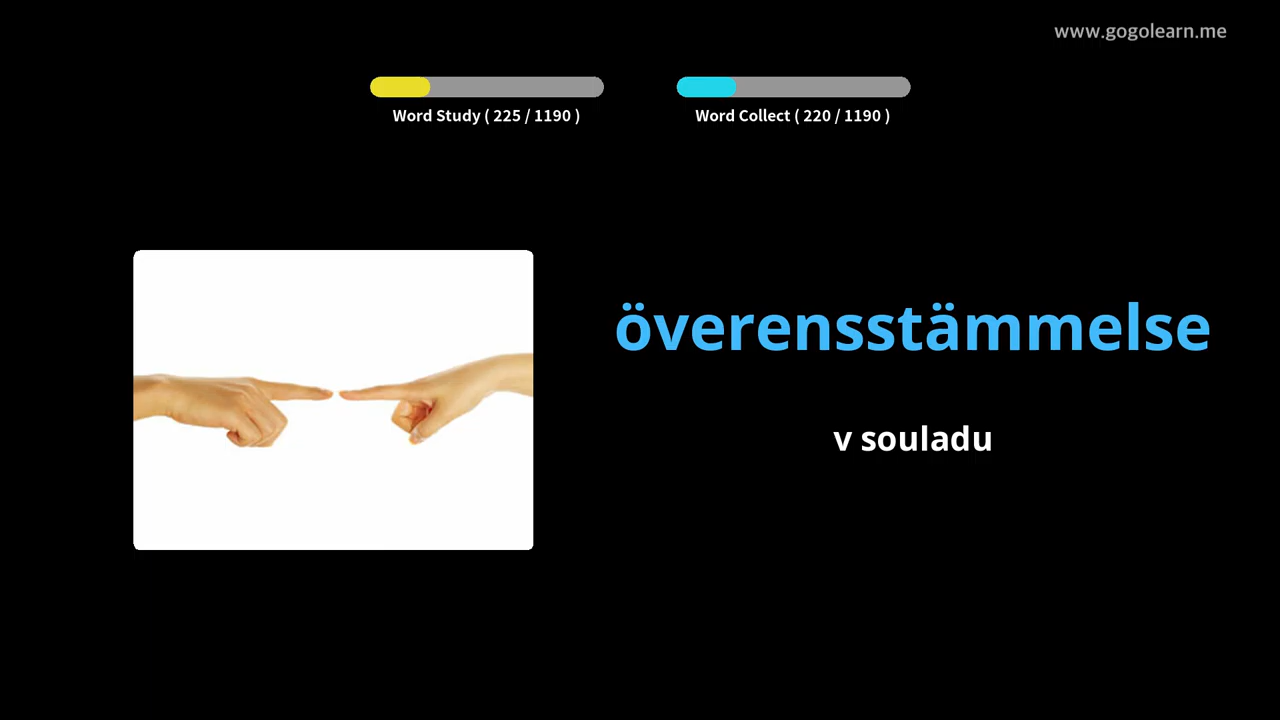 www.gogolearn.me
Word Study ( 225 / 1190 )
Word Collect ( 220 / 1190 )
överensstämmelse
v souladu